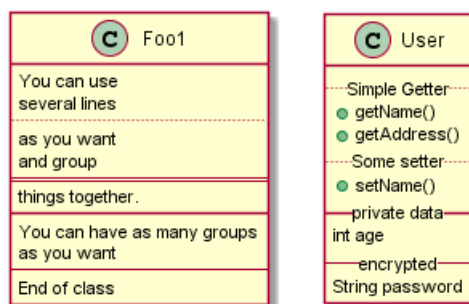 C Foo1
You can use
several lines
as you want
and group
things together.
You can have as many groups
as you want
End of class
C User
Simple Getter
getName()
getAddress()
Some setter
setName()
private data
int age
encrypted
String password